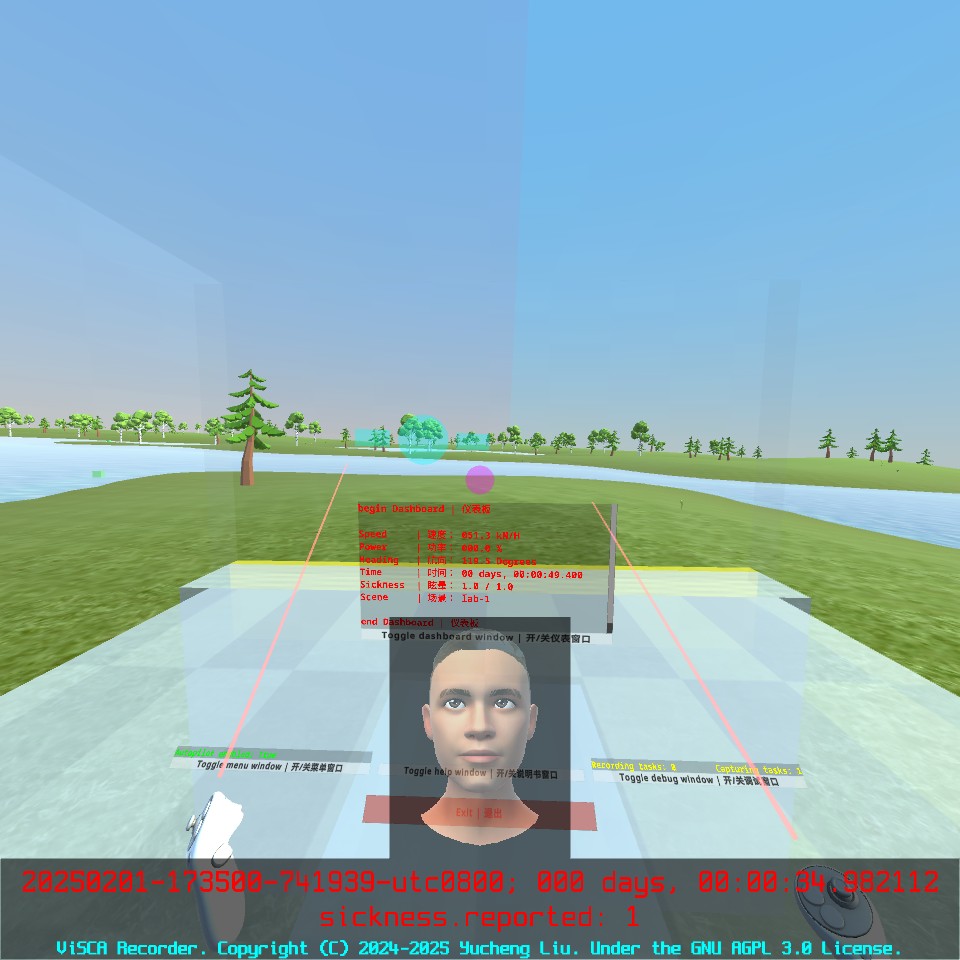 begin Dashboard | 仪表板
Speed | 速度: 051.3 kM/H
Power | 功率: 000.0 %
Heading | 航向: Degrees
Time | 时间: 00 days, 00:00:49.400
Sickness | 眩晕: 1.0 / 1.0
Scene | 场景: lab-1
end Dashboard | 仪表板
Toggle dashboard window | 开/关仪表窗口
Toggle menu window | 开/关菜单窗口
Toggle help window | 开/关说明书窗口
Recording tasks: 0 Capturing tasks: 1
Toggle debug window | 开/关调试窗口
Exit | 退出
20250201-173500-741939-utc0800; 000 days, 00:00:34.982112
sickness.reported: 1
ViSCA Recorder. Copyright (C) 2024-2025 Yucheng Liu. Under the GNU AGPL 3.0 License.